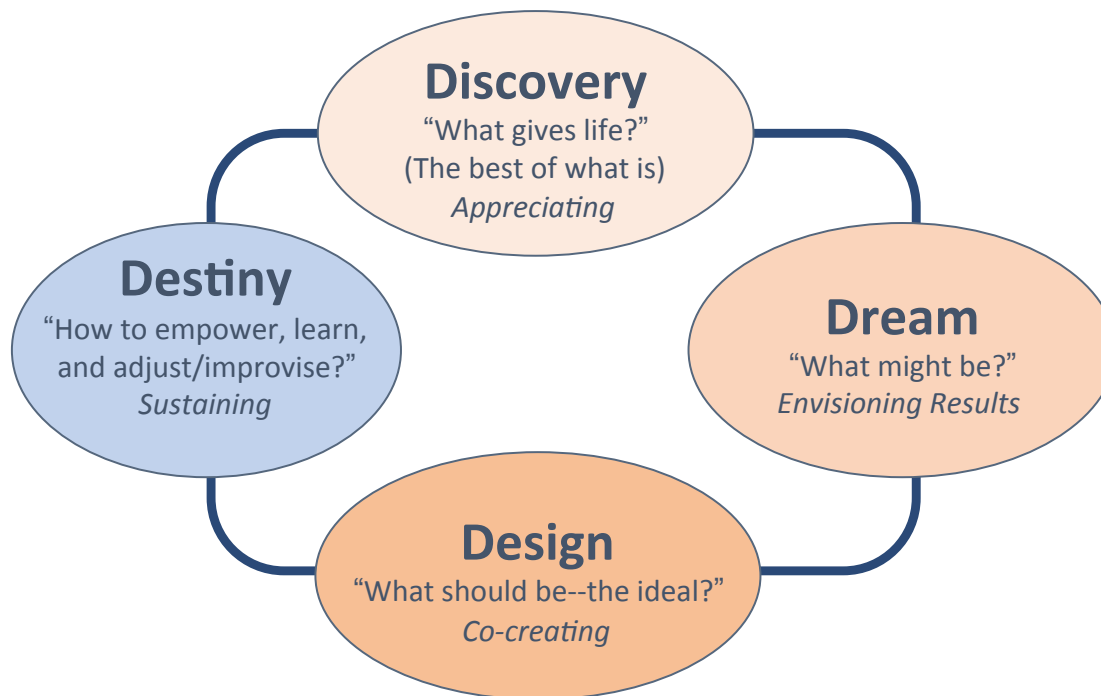 Discovery
“What gives life?”
(The best of what is)
Appreciating
Dream
“What might be?”
Envisioning Results
Design
“What should be--the ideal?”
Co-creating
Destiny
“How to empower, learn,
and adjust/improvise?”
Sustaining